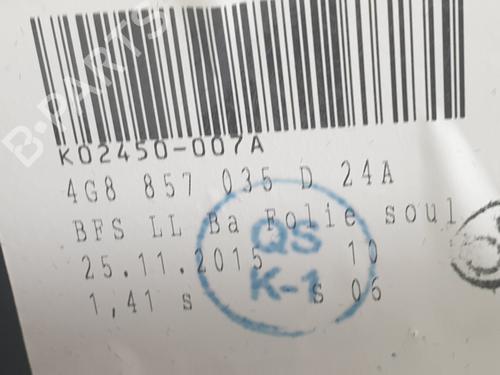 B-PARTS
K02450-007A
4G8 857 035 D 24A
BFS LL Ba Folie soul
25.11.2015 10
1,41 s s 06
QS
K-1